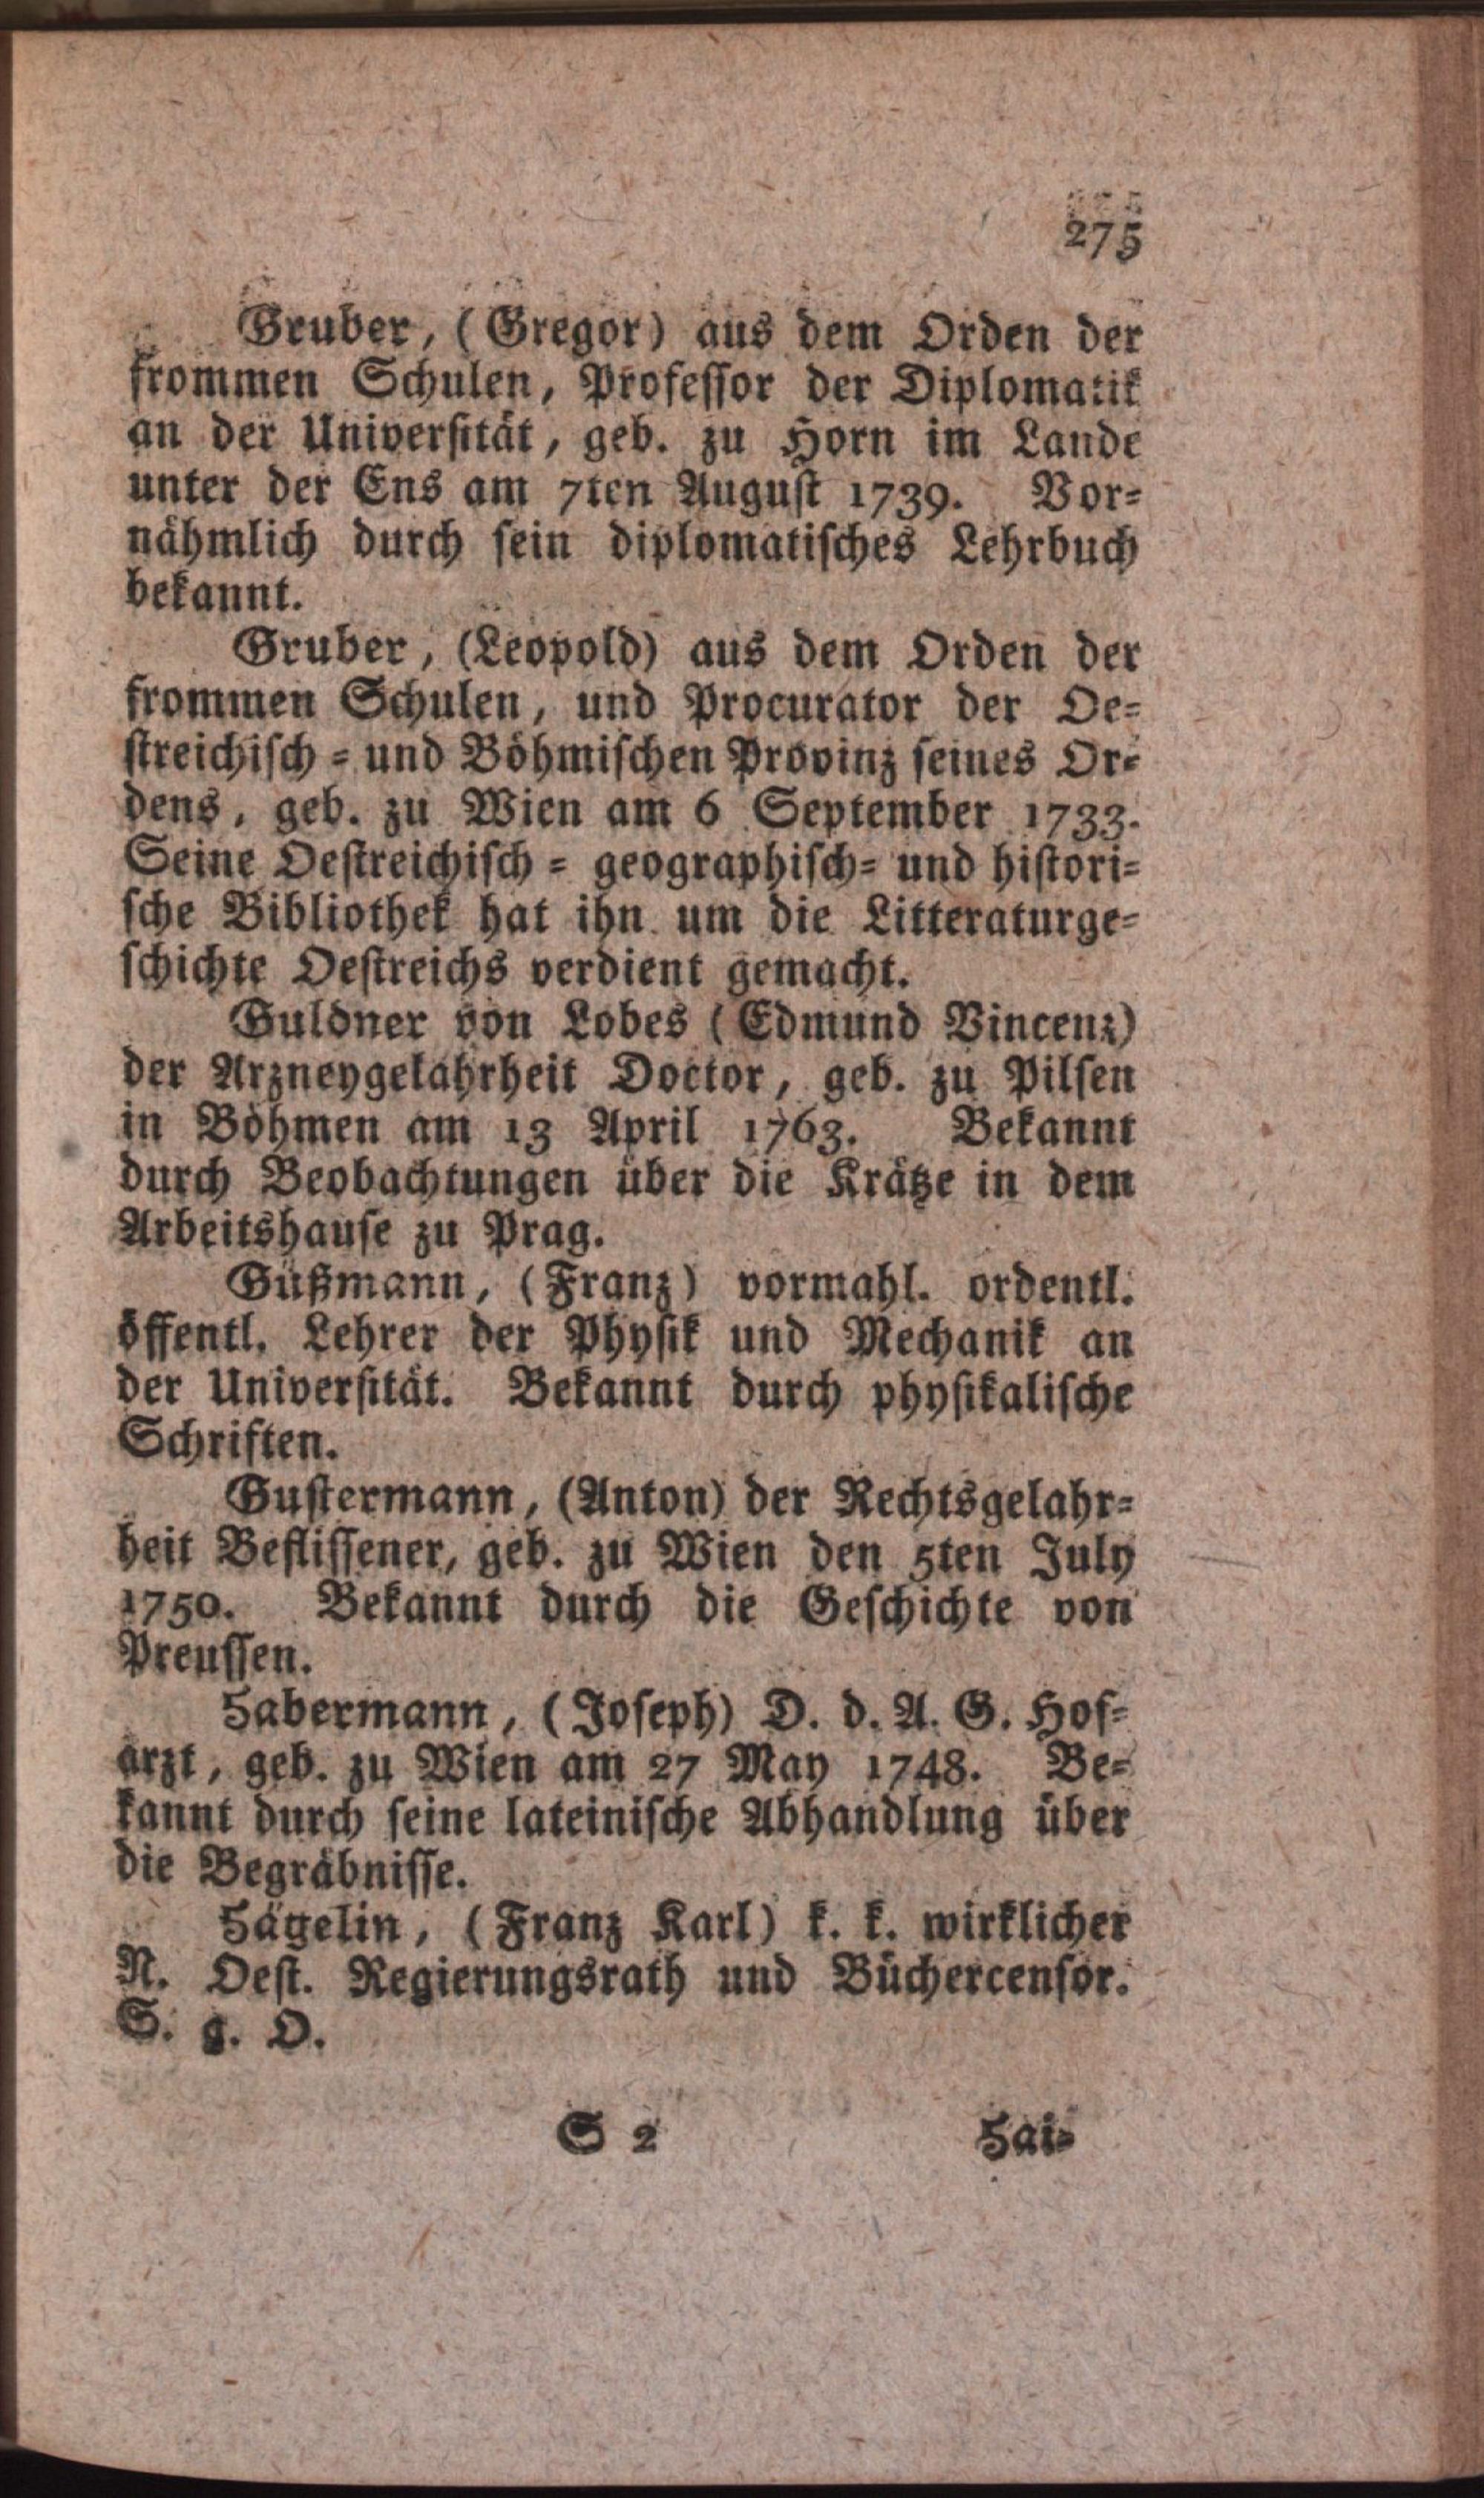 275
Gruber, (Gregor) aus dem Orden der
frommen Schulen, Professor der Diplomatik
an der Universität, geb. zu Horn im Lande
unter der Ens am 7ten August 1739. Vor=
nähmlich durch sein diplomatisches Lehrbuch
bekannt.
Gruber, (Leopold) aus dem Orden der
frommen Schulen, und Procurator der Oe=
streichisch = und Böhmischen Provinz seines Or=
dens, geb. zu Wien am 6 September 1733.
Seine Oestreichisch = geographisch= und histori=
sche Bibliothek hat ihn um die Litteraturge=
schichte Oestreichs verdient gemacht.
Guldner von Lobes (Edmund Vincenz)
der Arzneygelahrheit Doctor, geb. zu Pilsen
in Böhmen am 13 April 1763. Bekannt
durch Beobachtungen über die Krätze in dem
Arbeitshause zu Prag.
Güßmann, (Franz) vormahl. ordentl.
öffentl. Lehrer der Physik und Mechanik an
der Universität. Bekannt durch physikalische
Schriften.
Gustermann, (Anton) der Rechtsgelahr=
heit Beflissener, geb. zu Wien den 5ten July
1750. Bekannt durch die Geschichte von
Preussen.
Habermann, (Joseph) D. d. A. G. Hof=
arzt, geb. zu Wien am 27 May 1748. Be=
kannt durch seine lateinische Abhandlung über
die Begräbnisse.
Hägelin, (Franz Karl) k. k. wirklicher
N. Oest. Regierungsrath und Büchercensor.
S. g. O.
S 2 Hai=